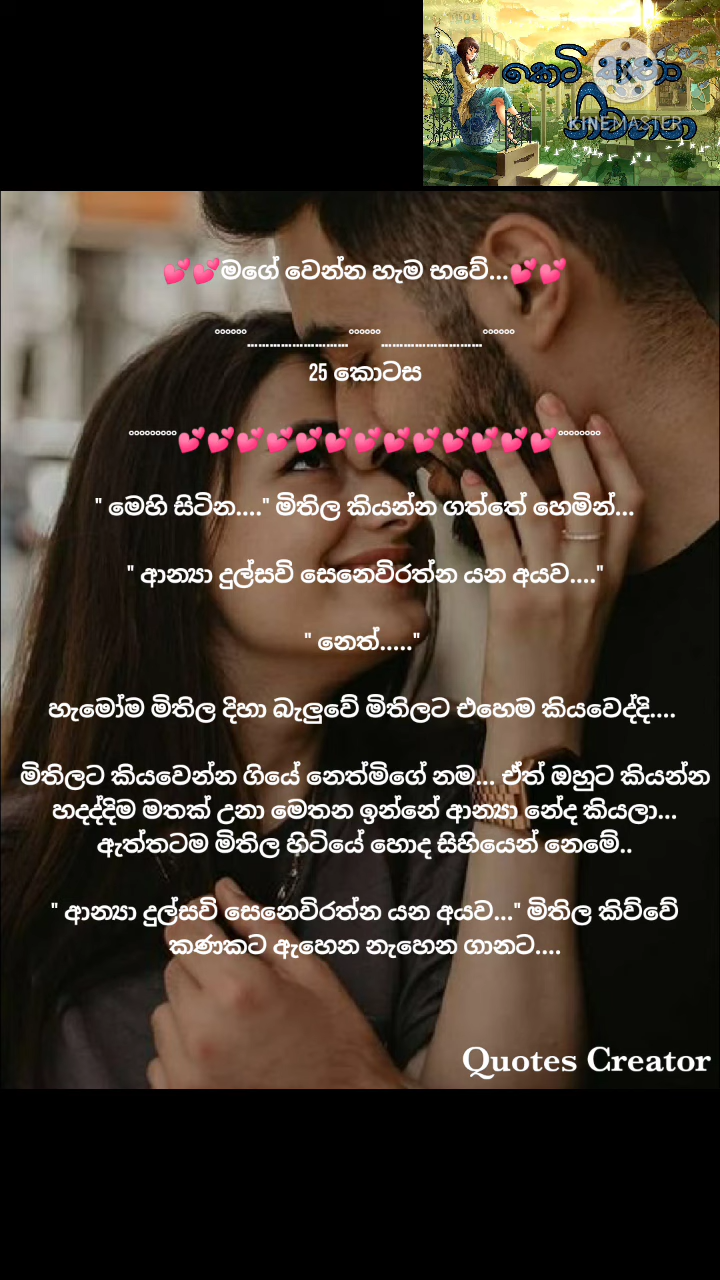 කෙටි කතා
KINEMASTER
නිම්නය
💕💕මගේ වෙන්න හැම භවේ...💕💕
°°°°°°........................°°°°°°........................°°°°°°
25 කොටස
°°°°°°°°°💕💕💕💕💕💕💕💕💕💕💕💕💕°°°°°°°°
" මෙහි සිටින...." මිතිල කියන්න ගත්තේ හෙමින්...
" ආන්‍යා දුල්සවි සෙනෙවිරත්න යන අයව...."
" නෙත්....."
හැමෝම මිතිල දිහා බැලුවේ මිතිලට එහෙම කියවෙද්දි....
මිතිලට කියවෙන්න ගියේ නෙත්මිගේ නම... ඒත් ඔහුට කියන්න
හදද්දිම මතක් උනා මෙතන ඉන්නේ ආන්‍යා නේද කියලා...
ඇත්තටම මිතිල හිටියේ හොද සිහියෙන් නෙමේ..
" ආන්‍යා දුල්සවි සෙනෙවිරත්න යන අයව..." මිතිල කිව්වේ
කණකට ඇහෙන නැහෙන ගානට....
Quotes Creator